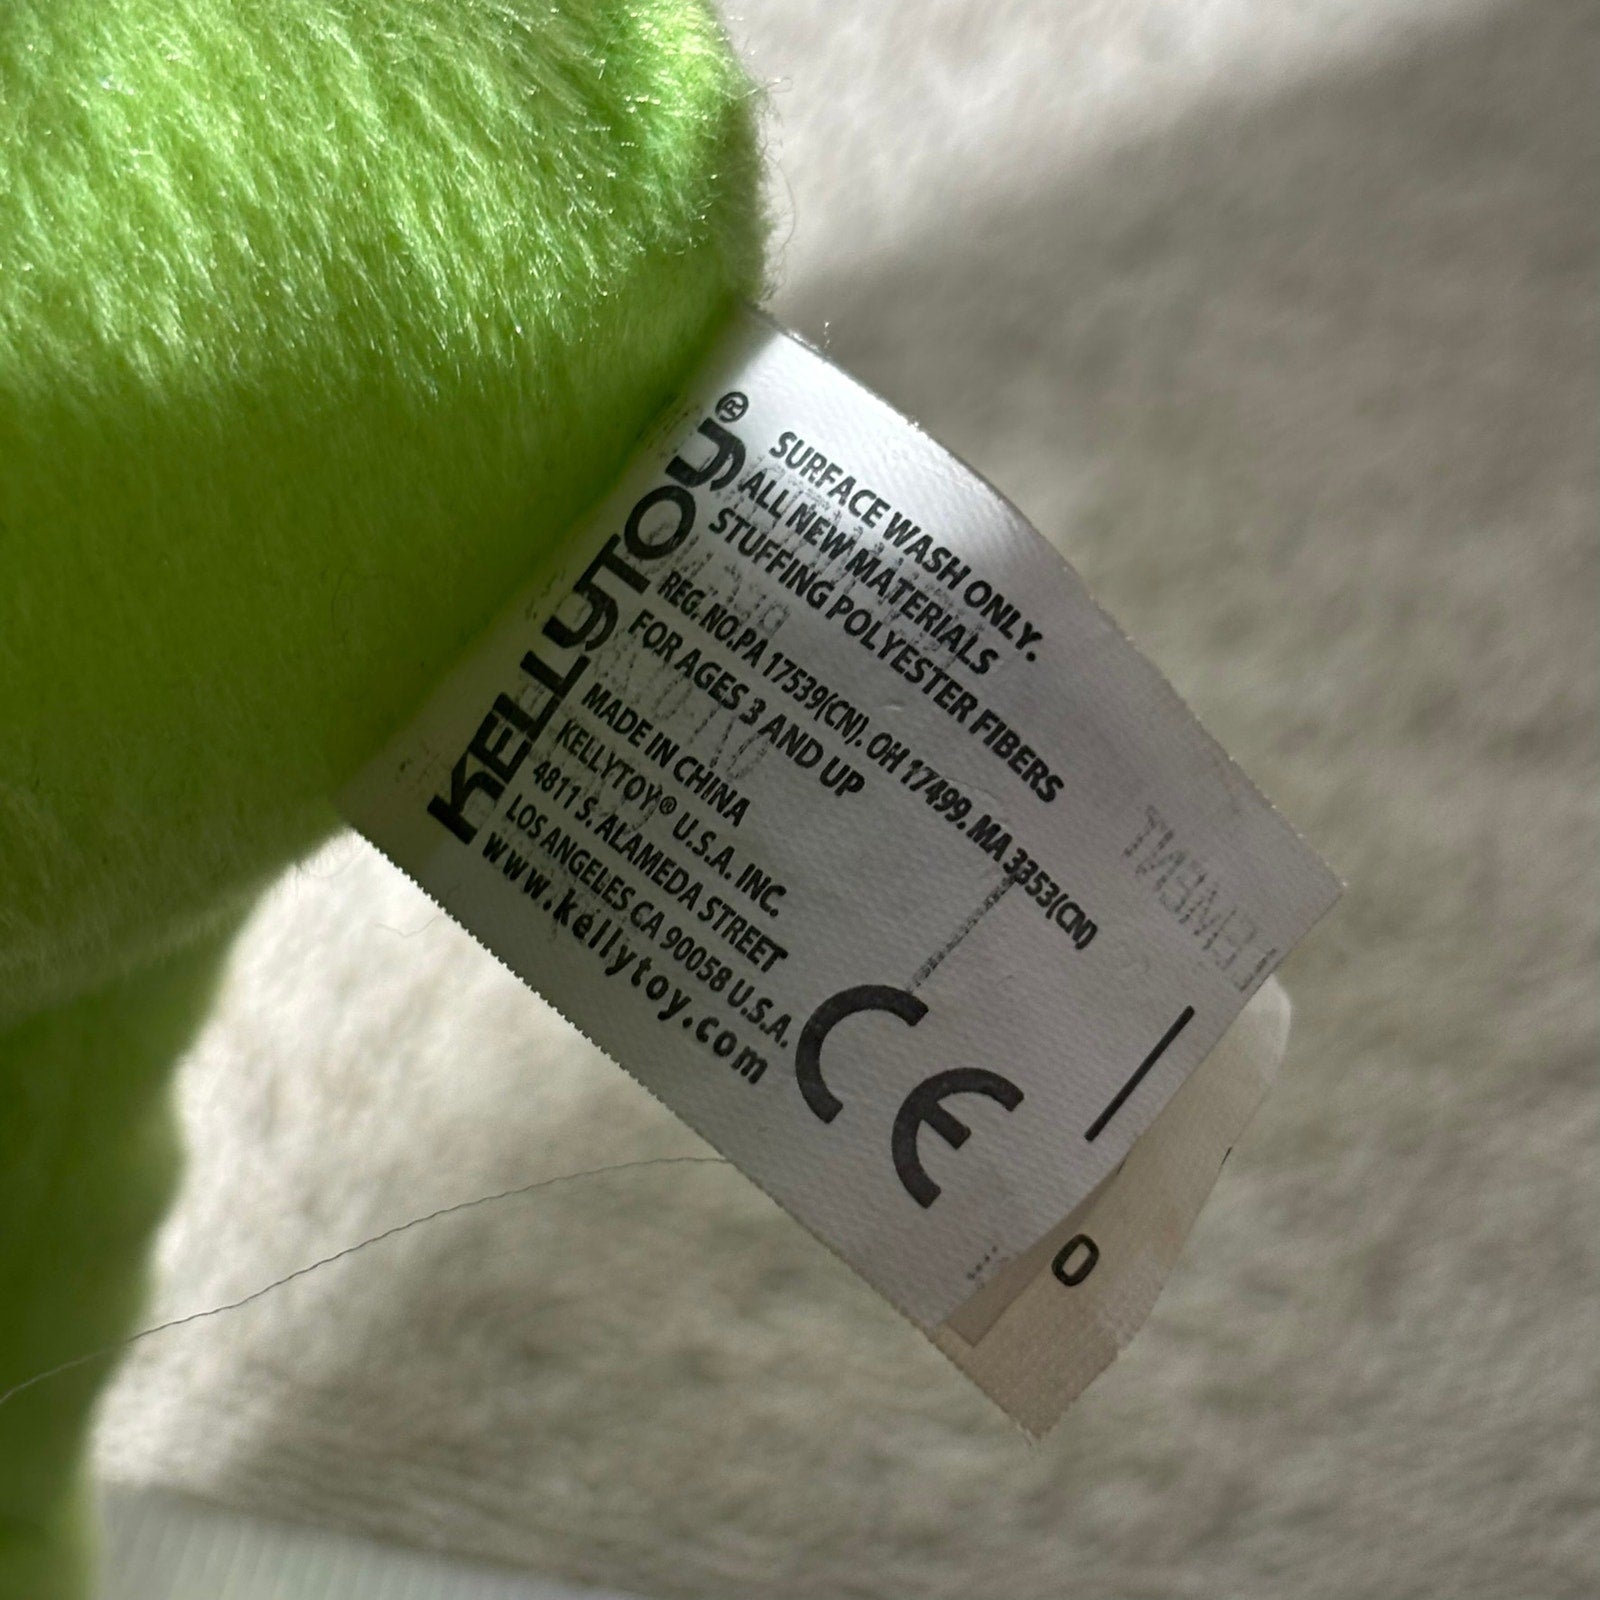 KELLYTOY®
SURFACE WASH ONLY.
ALL NEW MATERIALS
STUFFING POLYESTER FIBERS
REG. NO.PA 17539(CN). OH 17499. MA 3353(CN)
FOR AGES 3 AND UP
MADE IN CHINA
KELLYTOY® U.S.A. INC.
4811 S. ALAMEDA STREET
LOS ANGELES CA 90058 U.S.A.
www.kellytoy.com
CE
O